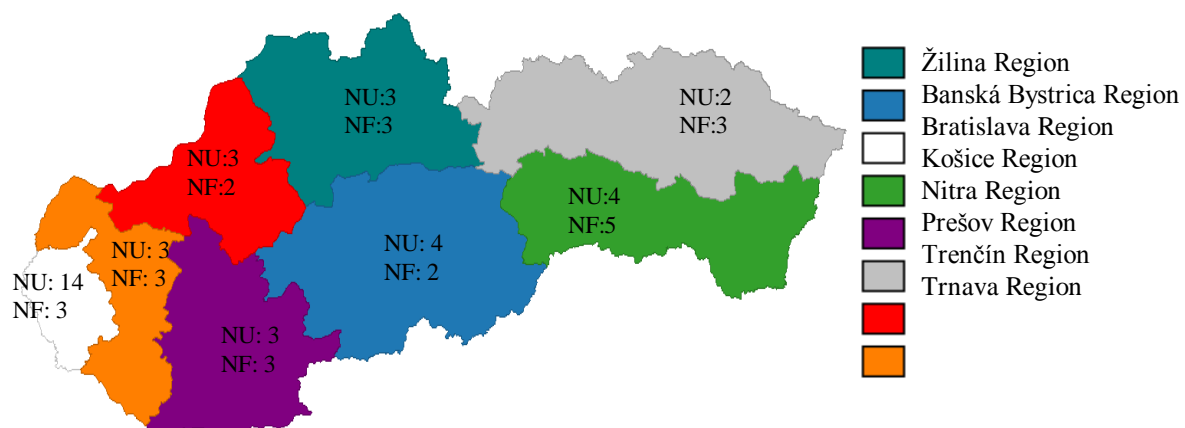 NU:3
NF:3
NU:2
NF:3
NU:3
NF:2
NU:4
NF:5
NU: 4
NF: 2
NU: 3
NF: 3
NU: 14
NF: 3
NU: 3
NF: 3
Žilina Region
Banská Bystrica Region
Bratislava Region
Košice Region
Nitra Region
Prešov Region
Trenčín Region
Trnava Region